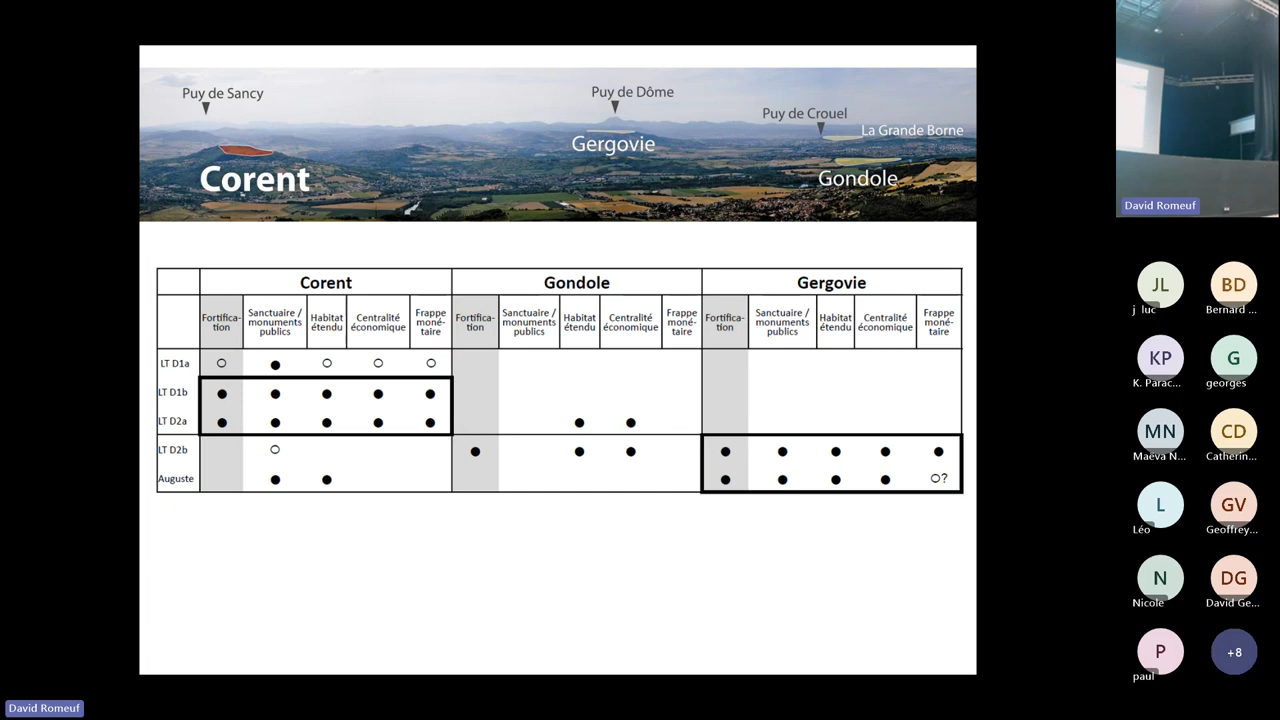 Puy de Sancy
Puy de Dôme
Puy de Crouel
La Grande Borne
Gergovie
Corent
Gondole
Corent Gondole Gergovie
Fortifica-
tion
Sanctuaire /
monuments
publics
Habitat
étendu
Centralité
économique
Frappe
moné-
taire
Fortifica-
tion
Sanctuaire /
monuments
publics
Habitat
étendu
Centralité
économique
Frappe
moné-
taire
Fortifica-
tion
Sanctuaire /
monuments
publics
Habitat
étendu
Centralité
économique
Frappe
moné-
taire
LT D1a ○ ● ○ ○ ○
LT D1b ● ● ● ● ●
LT D2a ● ● ● ● ● ● ●
LT D2b ○ ● ● ● ● ● ● ● ●
Auguste ● ● ● ● ● ● ○?
David Romeuf
JL
j luc
BD
Bernard ...
KP
K. Parac...
G
georges
MN
Maëva N...
CD
Catherin...
L
Léo
GV
Geoffrey...
N
Nicole
DG
David Ge...
P
paul
+8
David Romeuf